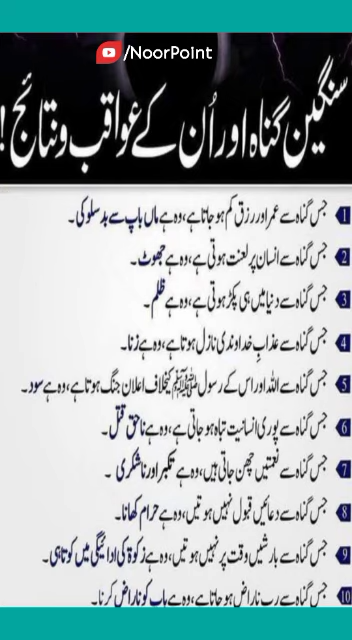 /NoorPoint
سنگین گناہ اور اُن کے عواقب و نتائج!
1 جس گناہ سے عمر اور رزق کم ہو جاتا ہے، وہ ہے ماں باپ سے بدسلوکی۔
2 جس گناہ سے انسان پر لعنت ہوتی ہے، وہ ہے جھوٹ۔
3 جس گناہ سے دنیا میں ہی پکڑ ہوتی ہے، وہ ہے ظلم۔
4 جس گناہ سے عذابِ خداوندی نازل ہوتا ہے، وہ ہے زنا۔
5 جس گناہ سے اللہ اور اس کے رسول ﷺ کیخلاف اعلان جنگ ہوتا ہے، وہ ہے سود۔
6 جس گناہ سے پوری انسانیت تباہ ہو جاتی ہے، وہ ہے ناحق قتل۔
7 جس گناہ سے نعمتیں چھن جاتی ہیں، وہ ہے تکبر اور ناشکری ۔
8 جس گناہ سے دعائیں قبول نہیں ہوتیں، وہ ہے حرام کھانا۔
9 جس گناہ سے بارشیں وقت پر نہیں ہوتیں، وہ ہے زکوٰۃ کی ادائیگی میں کوتاہی۔
10 جس گناہ سے رب ناراض ہو جاتا ہے، وہ ہے باپ کو ناراض کرنا۔